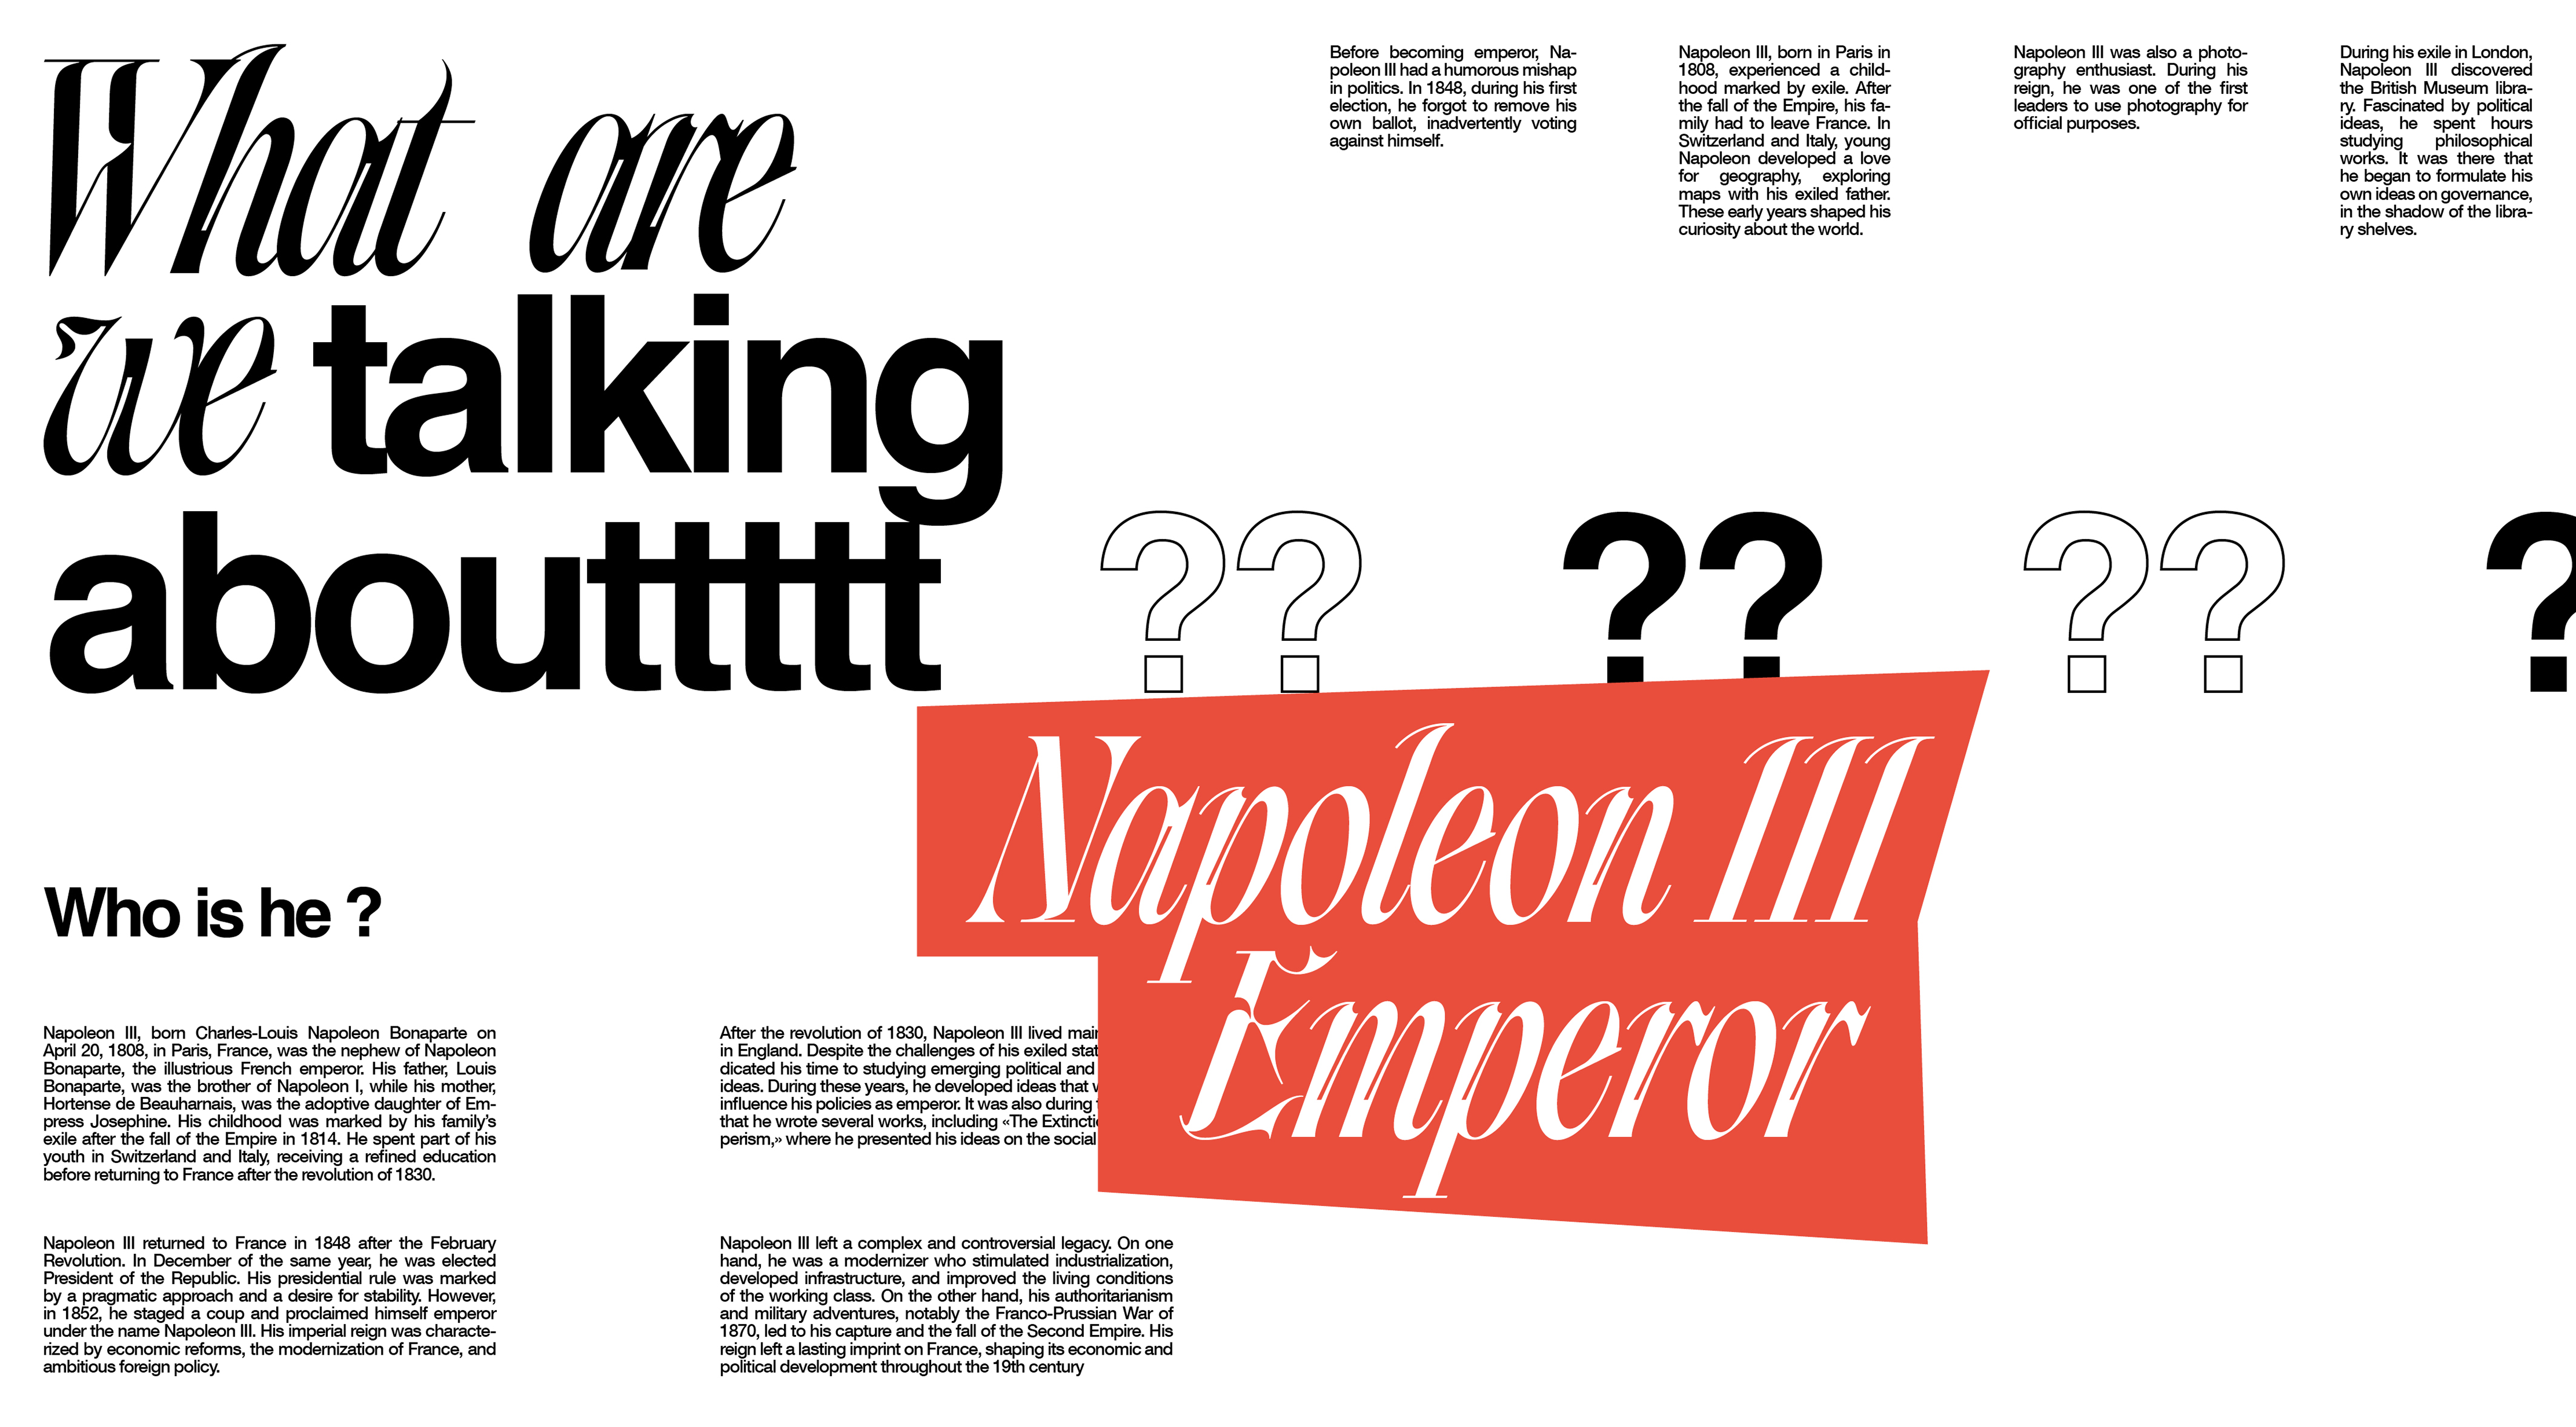 What are
we talking
abouttttt
?? ?? ?? ?
Before becoming emperor, Na-
poleon III had a humorous mishap
in politics. In 1848, during his first
election, he forgot to remove his
own ballot, inadvertently voting
against himself.
Napoleon III, born in Paris in
1808, experienced a child-
hood marked by exile. After
the fall of the Empire, his fa-
mily had to leave France. In
Switzerland and Italy, young
Napoleon developed a love
for geography, exploring
maps with his exiled father.
These early years shaped his
curiosity about the world.
Napoleon III was also a photo-
graphy enthusiast. During his
reign, he was one of the first
leaders to use photography for
official purposes.
During his exile in London,
Napoleon III discovered
the British Museum libra-
ry. Fascinated by political
ideas, he spent hours
studying philosophical
works. It was there that
he began to formulate his
own ideas on governance,
in the shadow of the libra-
ry shelves.
Napoleon III
Emperor
Who is he ?
Napoleon III, born Charles-Louis Napoleon Bonaparte on
April 20, 1808, in Paris, France, was the nephew of Napoleon
Bonaparte, the illustrious French emperor. His father, Louis
Bonaparte, was the brother of Napoleon I, while his mother,
Hortense de Beauharnais, was the adoptive daughter of Em-
press Josephine. His childhood was marked by his family's
exile after the fall of the Empire in 1814. He spent part of his
youth in Switzerland and Italy, receiving a refined education
before returning to France after the revolution of 1830.
Napoleon III returned to France in 1848 after the February
Revolution. In December of the same year, he was elected
President of the Republic. His presidential rule was marked
by a pragmatic approach and a desire for stability. However,
in 1852, he staged a coup and proclaimed himself emperor
under the name Napoleon III. His imperial reign was characte-
rized by economic reforms, the modernization of France, and
ambitious foreign policy.
After the revolution of 1830, Napoleon III lived
in England. Despite the challenges of his exiled
dicated his time to studying emerging political and
ideas. During these years, he developed ideas that
influence his policies as emperor. It was also during
that he wrote several works, including «The
perism,» where he presented his ideas on the social
Napoleon III left a complex and controversial legacy. On one
hand, he was a modernizer who stimulated industrialization,
developed infrastructure, and improved the living conditions
of the working class. On the other hand, his authoritarianism
and military adventures, notably the Franco-Prussian War of
1870, led to his capture and the fall of the Second Empire. His
reign left a lasting imprint on France, shaping its economic and
political development throughout the 19th century